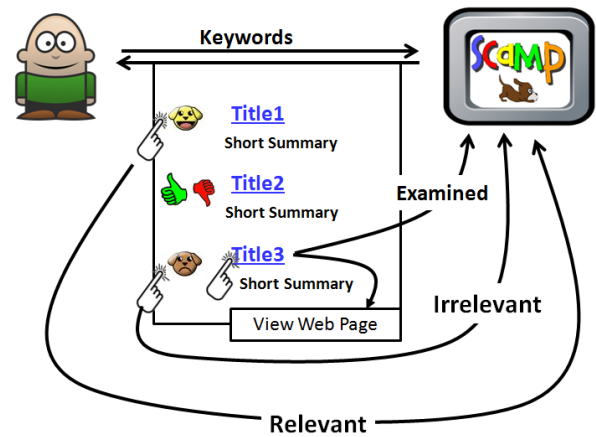 Keywords
scamp
Title1
Short Summary
Title2
Short Summary
Examined
Title3
Short Summary
Irrelevant
View Web Page
Relevant